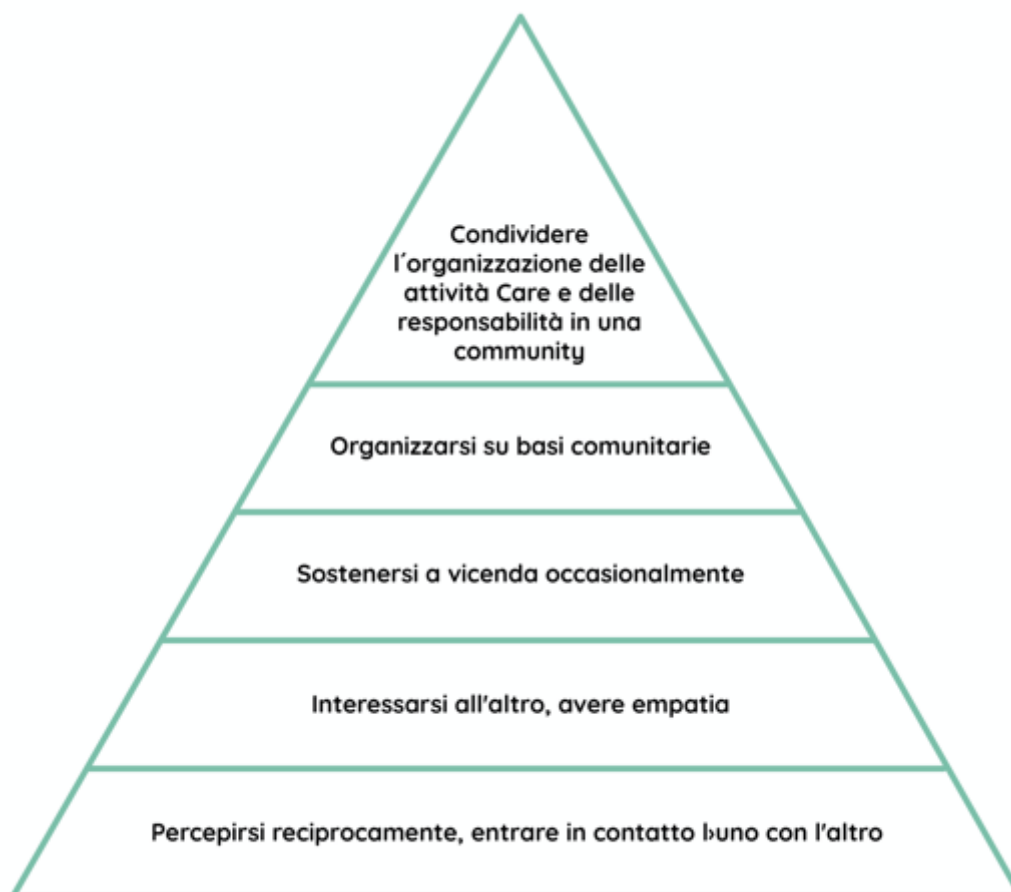 Condividere
l´organizzazione delle
attività Care e delle
responsabilità in una
community
Organizzarsi su basi comunitarie
Sostenersi a vicenda occasionalmente
Interessarsi all'altro, avere empatia
Percepirsi reciprocamente, entrare in contatto l›uno con l'altro